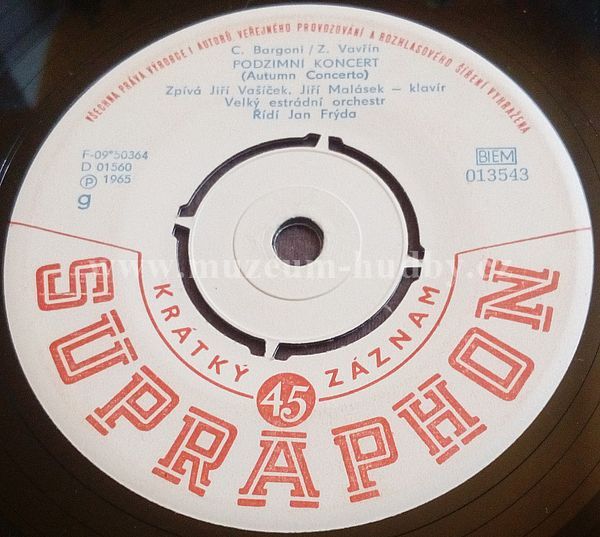 VŠECHNA PRÁVA VÝROBCE I AUTORŮ VEŘEJNÉHO PROVOZOVÁNÍ A ROZHLASOVÉHO ŠÍŘENÍ VYHRAŽENA
C. Bargoni / Z. Vavřín
PODZIMNÍ KONCERT
(Autumn Concerto)
Zpívá Jiří Vašíček, Jiří Malásek – klavír
Velký estrádní orchestr
Řídí Jan Frýda
F-09*50364
D 01560
Ⓟ 1965
g
BIEM
013543
www.muzeum-hudby.cz
KRÁTKÝ 45 ZÁZNAM
SUPRAPHON